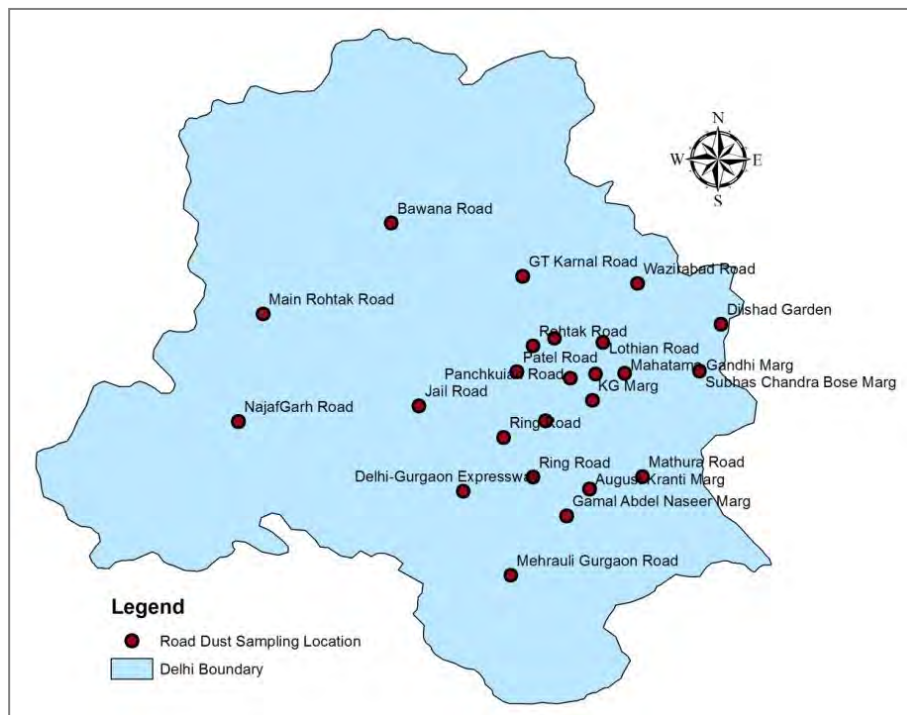 N
W E
S
Bawana Road
GT Karnal Road
Wazirabad Road
Main Rohtak Road
Dilshad Garden
Rohtak Road
Lothian Road
Patel Road
Mahatama Gandhi Marg
Panchkuian Road
KG Marg
Subhas Chandra Bose Marg
Jail Road
NajafGarh Road
Ring Road
Delhi-Gurgaon Expressway
Ring Road
Mathura Road
August Kranti Marg
Gamal Abdel Naseer Marg
Mehrauli Gurgaon Road
Legend
Road Dust Sampling Location
Delhi Boundary